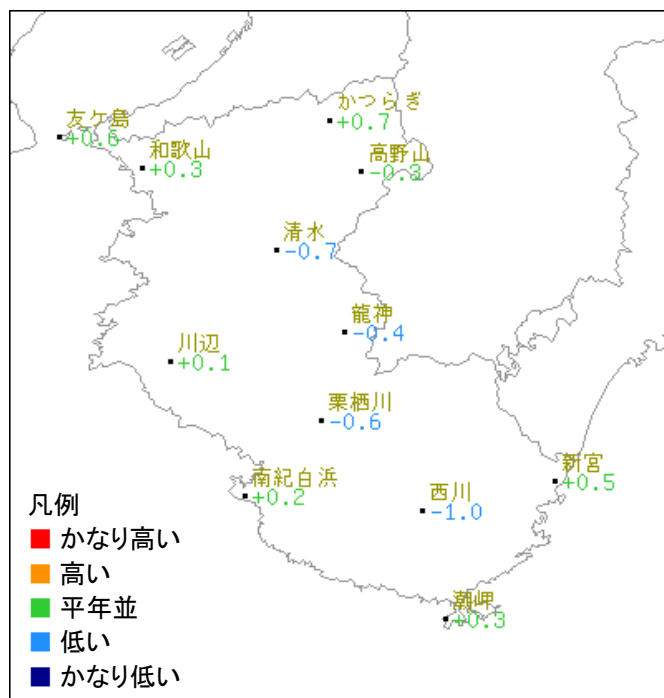 かつらぎ
+0.7
友ケ島
+0.6
和歌山
+0.3
高野山
-0.3
清水
-0.7
龍神
-0.4
川辺
+0.1
栗栖川
-0.6
新宮
+0.5
南紀白浜
+0.2
西川
-1.0
潮岬
+0.3
凡例
かなり高い
高い
平年並
低い
かなり低い